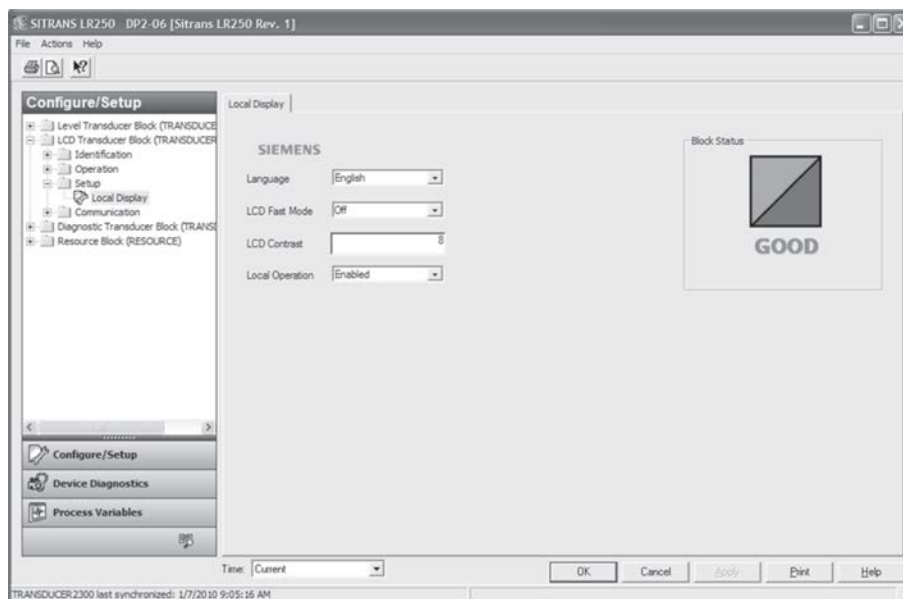 SITRANS LR250 DP2-06 [Sitrans LR250 Rev. 1]
File Actions Help
Configure/Setup
Level Transducer Block (TRANSDUCE
LCD Transducer Block (TRANSDUCER
Identification
Operation
Setup
Local Display
Communication
Diagnostic Transducer Block (TRANSD
Resource Block (RESOURCE)
Configure/Setup
Device Diagnostics
Process Variables
Local Display
SIEMENS
Language English
LCD Fast Mode Off
LCD Contrast 8
Local Operation Enabled
Block Status
GOOD
Time: Current
OK Cancel Apply Print Help
TRANSDUCER2300 last synchronized: 1/7/2010 9:05:16 AM